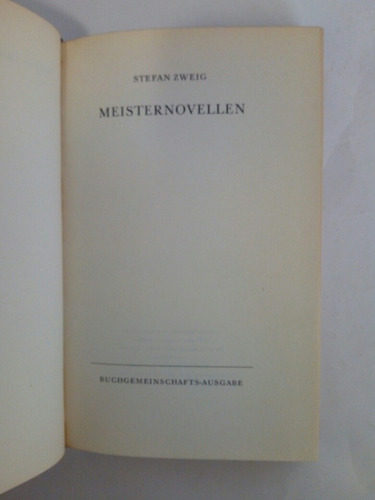 STEFAN ZWEIG
MEISTERNOVELLEN
BUCHGEMEINSCHAFTS-AUSGABE